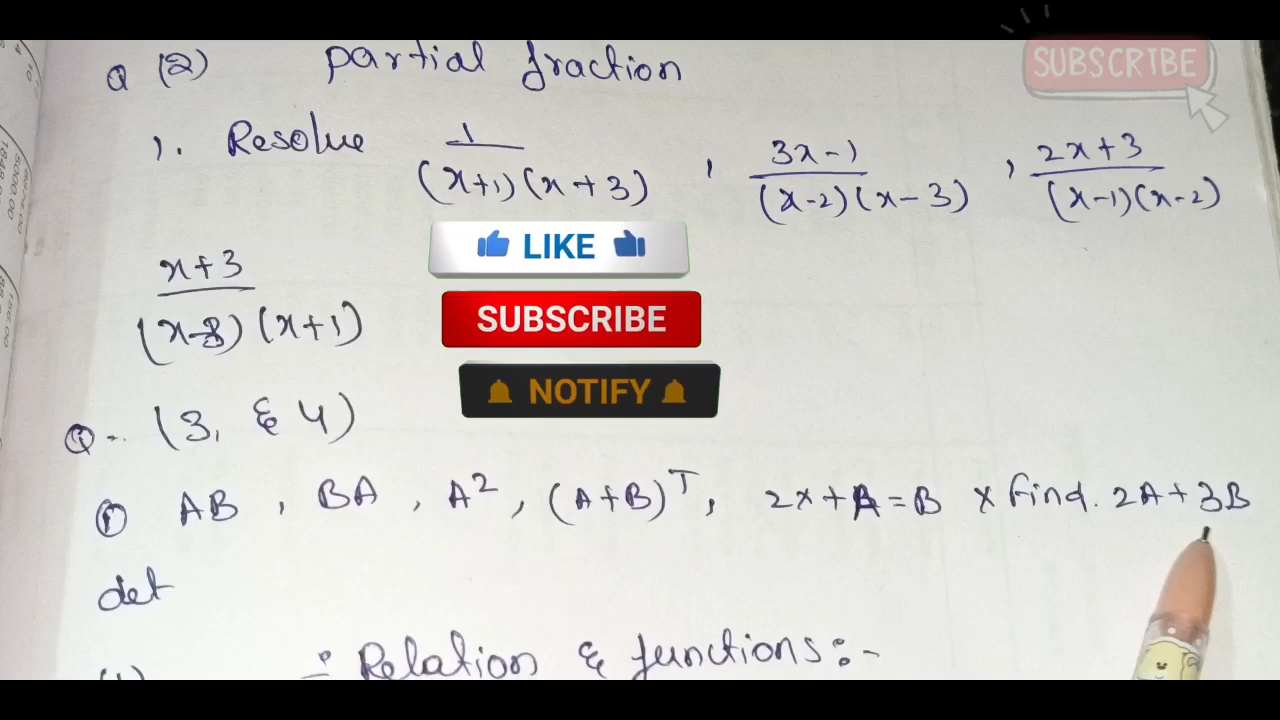 SUBSCRIBE
Q (2) Partial fraction
1. Resolve 1/(x+1)(x+3) , 3x-1/(x-2)(x-3) , 2x+3/(x-1)(x-2)
x+3/(x-3)(x+1)
LIKE
SUBSCRIBE
NOTIFY
Q - (3, & 4)
① AB , BA , A² , (A+B)ᵀ , 2x+A=B x find. 2A+3B
det
:- Relation & functions:-